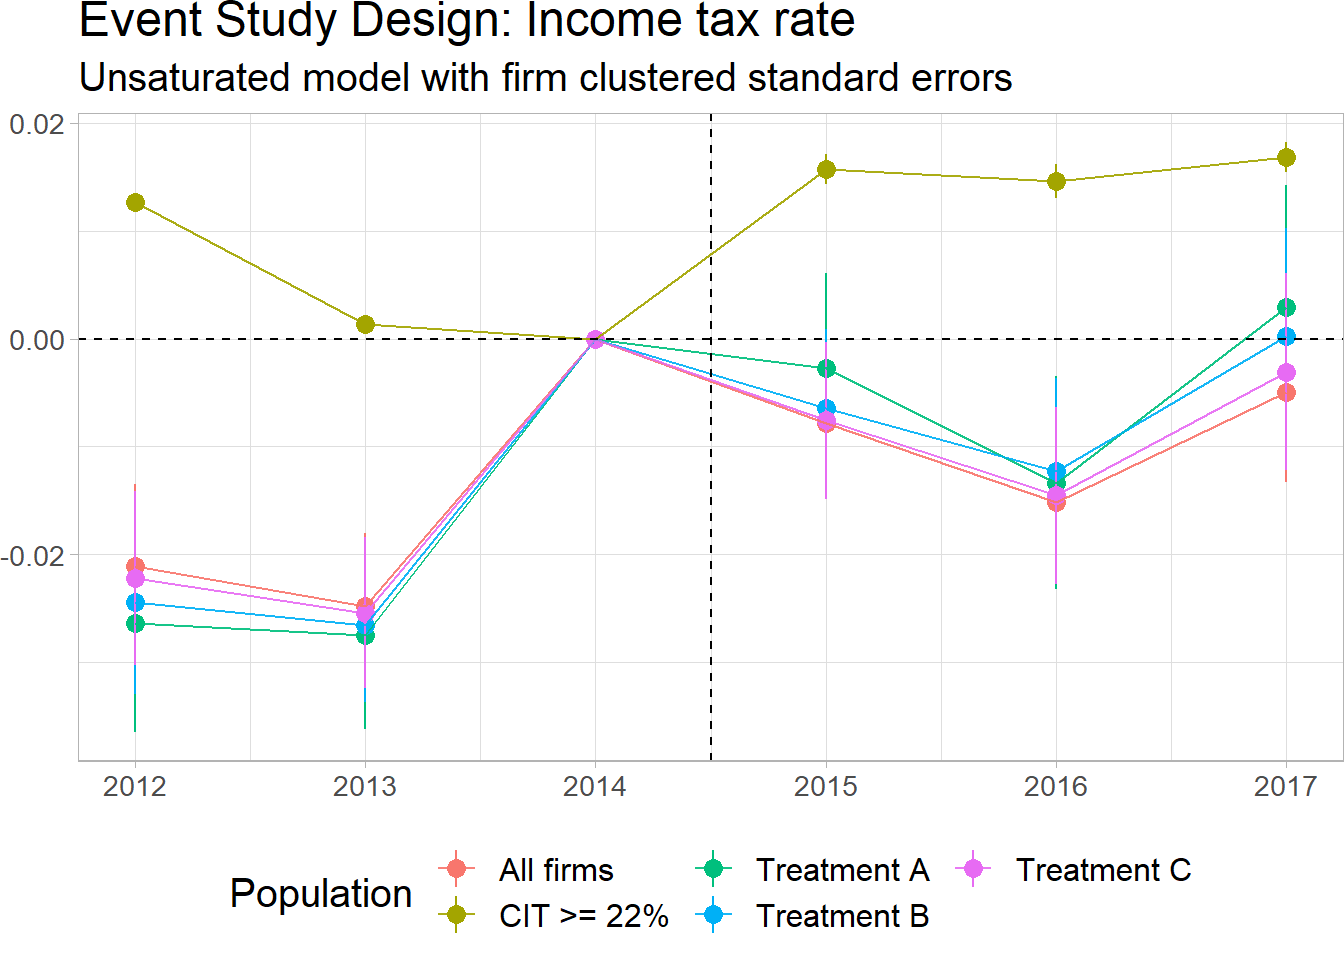 Event Study Design: Income tax rate
Unsaturated model with firm clustered standard errors
0.02
0.00
-0.02
2012 2013 2014 2015 2016 2017
Population
All firms
CIT >= 22%
Treatment A
Treatment B
Treatment C